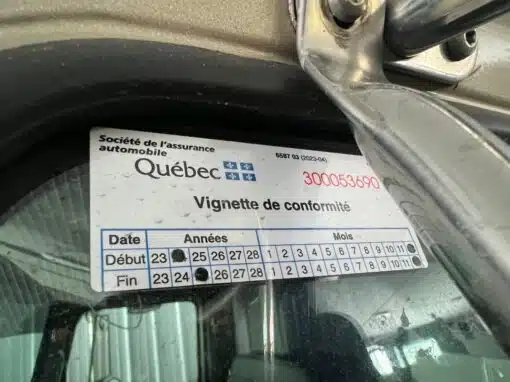 Société de l'assurance
automobile
6587 03 (2023-04)
Québec
300053690
Vignette de conformité
Date Années Mois
Début 23 25 26 27 28 1 2 3 4 5 6 7 8 9 10 11
Fin 23 24 26 27 28 1 2 3 4 5 6 7 8 9 10 11